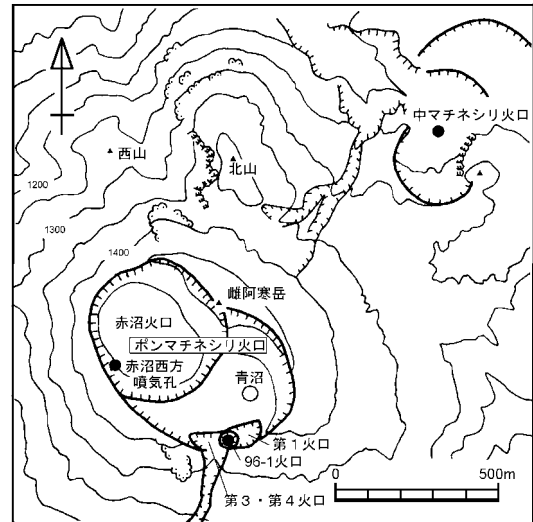 中マチネシリ火口
西山
北山
1200
1300
1400
雌阿寒岳
赤沼火口
ポンマチネシリ火口
赤沼西方
噴気孔
青沼
第1火口
96-1火口
第3・第4火口
0
500m